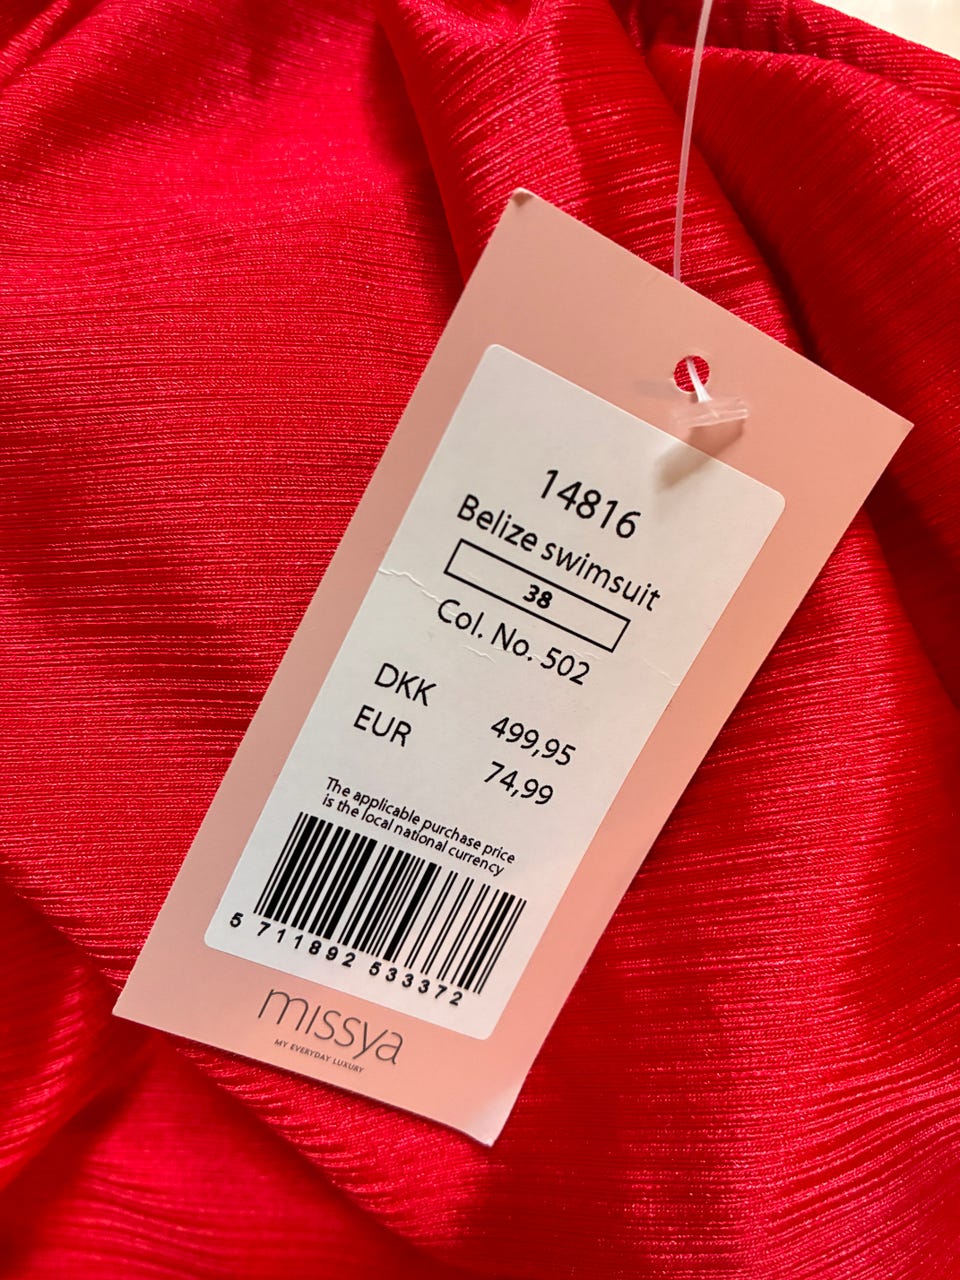 14816
Belize swimsuit
38
Col. No. 502
DKK 499,95
EUR 74,99
The applicable purchase price
is the local national currency
5 711892 533372
missya
MY EVERYDAY LUXURY